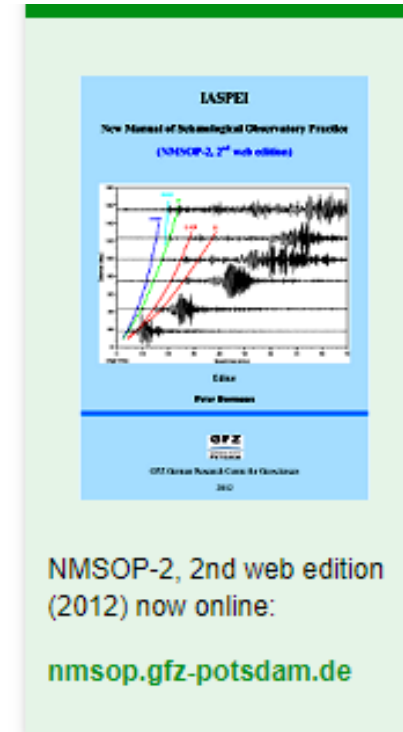 IASPEI
New Manual of Seismological Observatory Practice
(NMSOP-2, 2nd web edition)
Editor
Peter Bormann
GFZ
POTSDAM
GFZ German Research Centre for Geosciences
2012
NMSOP-2, 2nd web edition
(2012) now online:
nmsop.gfz-potsdam.de